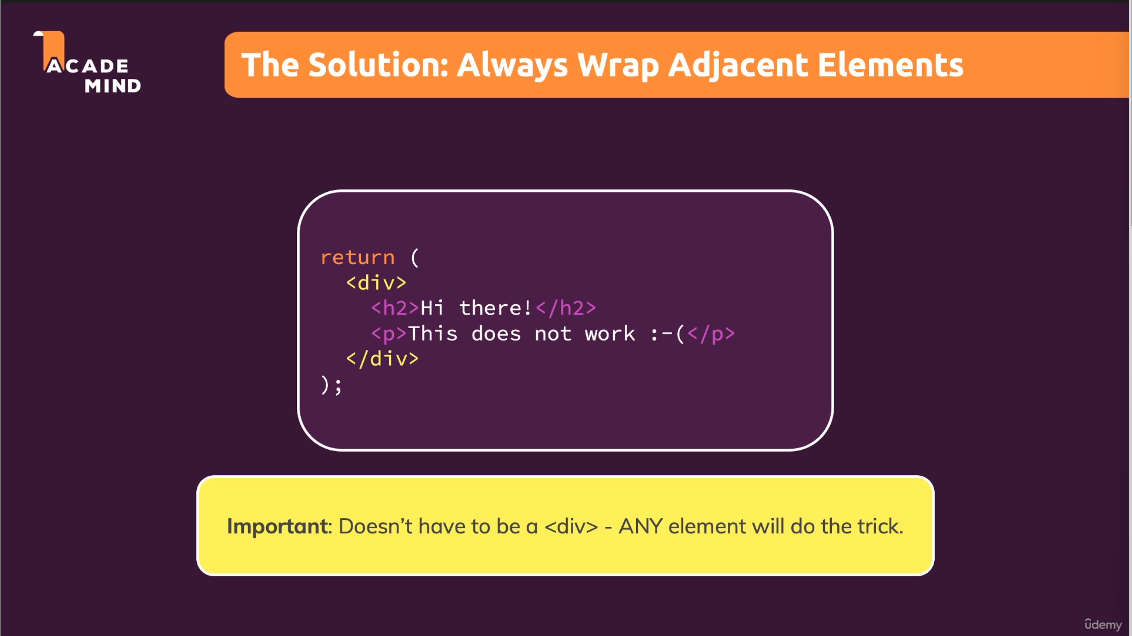 ACADE
MIND
The Solution: Always Wrap Adjacent Elements
return (
  <div>
    <h2>Hi there!</h2>
    <p>This does not work :-(</p>
  </div>
);
Important: Doesn’t have to be a <div> - ANY element will do the trick.
ûdemy